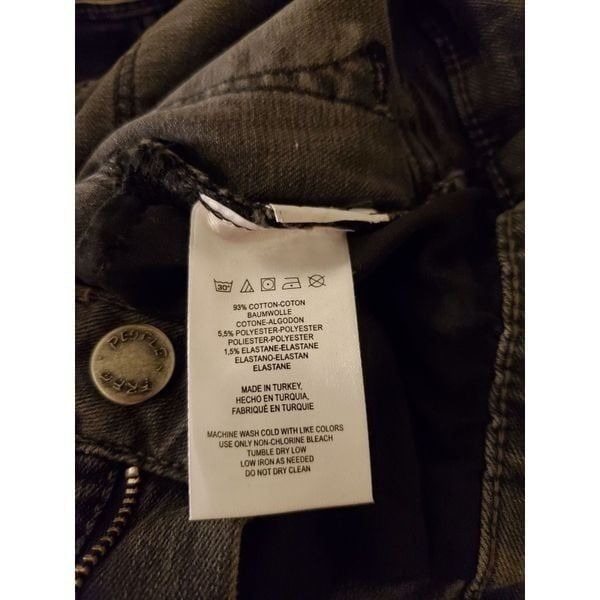 30°
93% COTTON-COTON
BAUMWOLLE
COTONE-ALGODON
5,5% POLYESTER-POLYESTER
POLIESTER-POLYESTER
1,5% ELASTANE-ELASTANE
ELASTANO-ELASTAN
ELASTANE
MADE IN TURKEY,
HECHO EN TURQUIA,
FABRIQUÉ EN TURQUIE
MACHINE WASH COLD WITH LIKE COLORS
USE ONLY NON-CHLORINE BLEACH
TUMBLE DRY LOW
LOW IRON AS NEEDED
DO NOT DRY CLEAN
PEOPLE
FREE